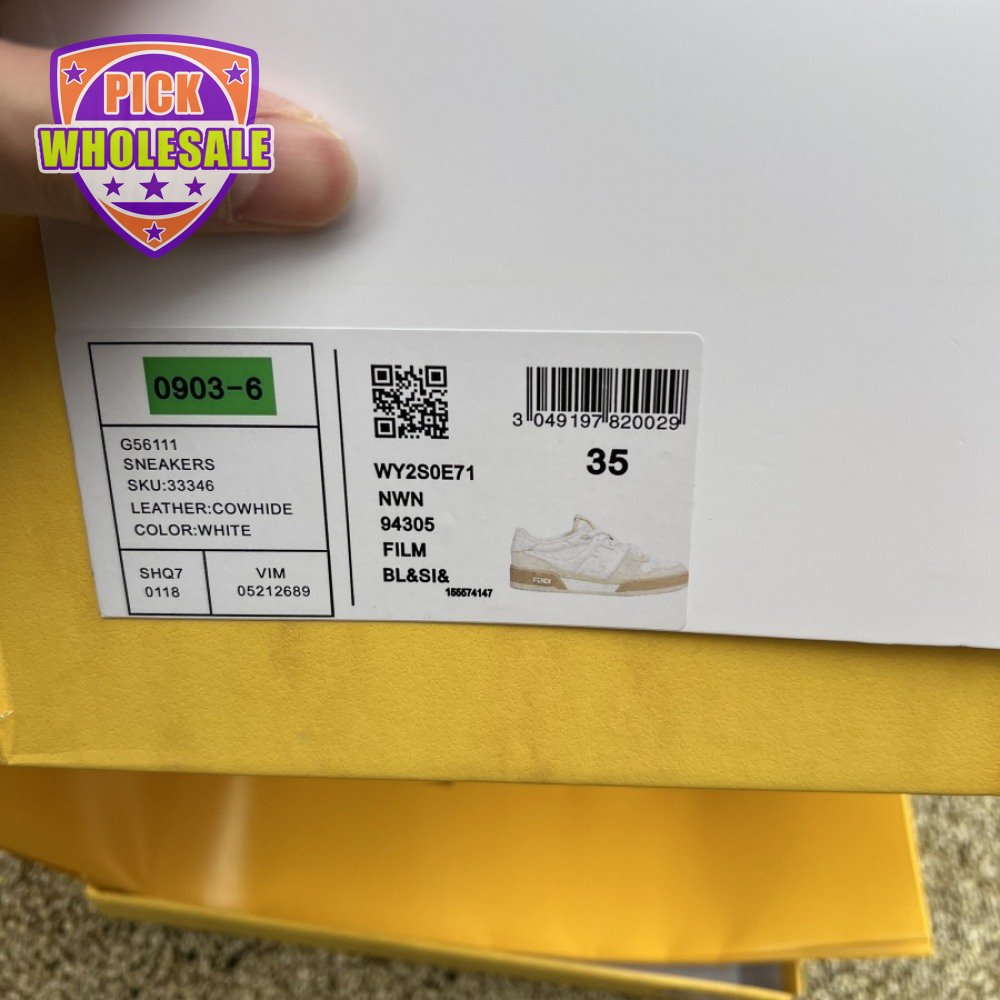 PICK
WHOLESALE
0903-6
G56111
SNEAKERS
SKU:33346
LEATHER:COWHIDE
COLOR:WHITE
SHQ7
0118
VIM
05212689
WY2S0E71
NWN
94305
FILM
BL&SI&
155574147
3 049197 820029
35
FENDI